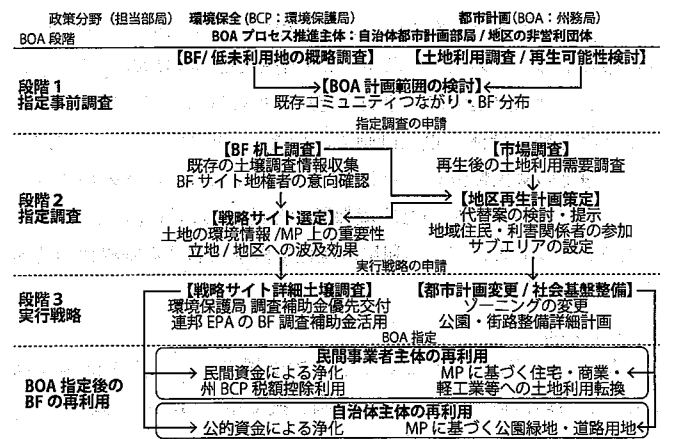 政策分野（担当部局） 環境保全（BCP：環境保護局） 都市計画（BOA：州務局）
BOA 段階 BOA プロセス推進主体：自治体都市計画部局 / 地区の非営利団体
【BF/ 低未利用地の概略調査】 【土地利用調査 / 再生可能性検討】
段階 1
指定事前調査
【BOA 計画範囲の検討】
既存コミュニティつながり・BF 分布
指定調査の申請
段階 2
指定調査
【BF 机上調査】
既存の土壌調査情報収集
BF サイト地権者の意向確認
【市場調査】
再生後の土地利用需要調査
【戦略サイト選定】
土地の環境情報 /MP 上の重要性
立地 / 地区への波及効果
【地区再生計画策定】
代替案の検討・提示
地域住民・利害関係者の参加
サブエリアの設定
実行戦略の申請
段階 3
実行戦略
【戦略サイト詳細土壌調査】
環境保護局 調査補助金優先交付
連邦 EPA の BF 調査補助金活用
【都市計画変更 / 社会基盤整備】
ゾーニングの変更
公園・街路整備詳細計画
BOA 指定
BOA 指定後の
BF の再利用
民間事業者主体の再利用
民間資金による浄化
州 BCP 税額控除利用
MP に基づく住宅・商業・
軽工業等への土地利用転換
自治体主体の再利用
公的資金による浄化 MP に基づく公園緑地・道路用地